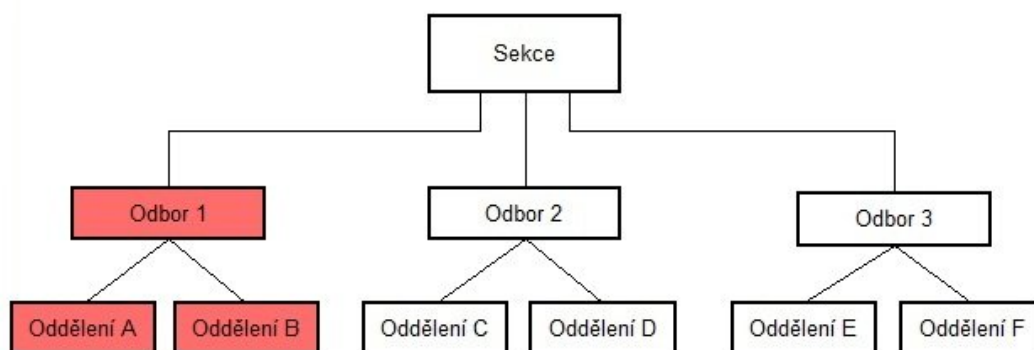 Sekce
Odbor 1
Odbor 2
Odbor 3
Oddělení A
Oddělení B
Oddělení C
Oddělení D
Oddělení E
Oddělení F